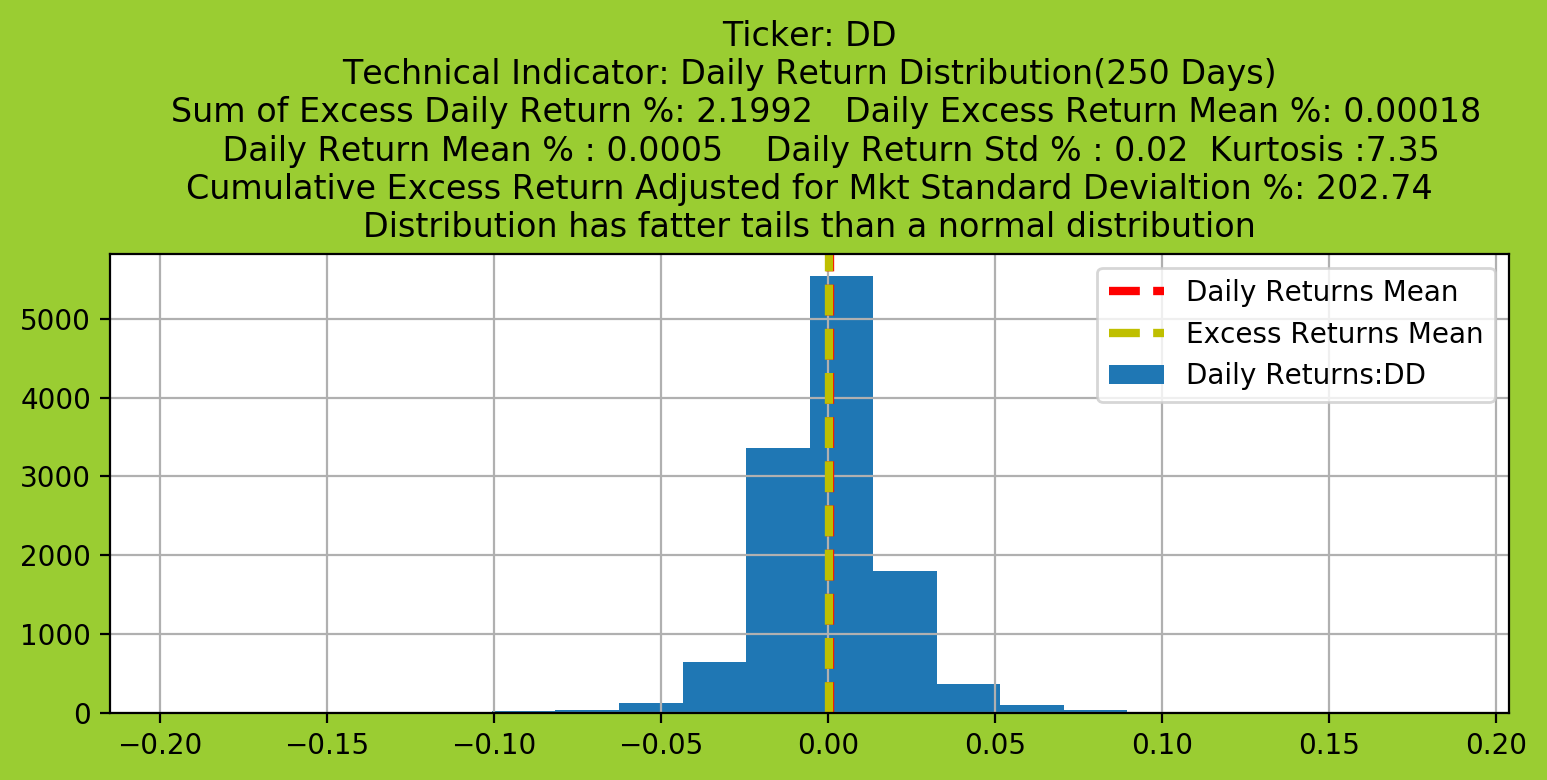 Ticker: DD
Technical Indicator: Daily Return Distribution(250 Days)
Sum of Excess Daily Return %: 2.1992   Daily Excess Return Mean %: 0.00018
Daily Return Mean % : 0.0005    Daily Return Std % : 0.02  Kurtosis :7.35
Cumulative Excess Return Adjusted for Mkt Standard Devialtion %: 202.74
Distribution has fatter tails than a normal distribution
Daily Returns Mean
Excess Returns Mean
Daily Returns:DD
5000
4000
3000
2000
1000
0
−0.20 −0.15 −0.10 −0.05 0.00 0.05 0.10 0.15 0.20